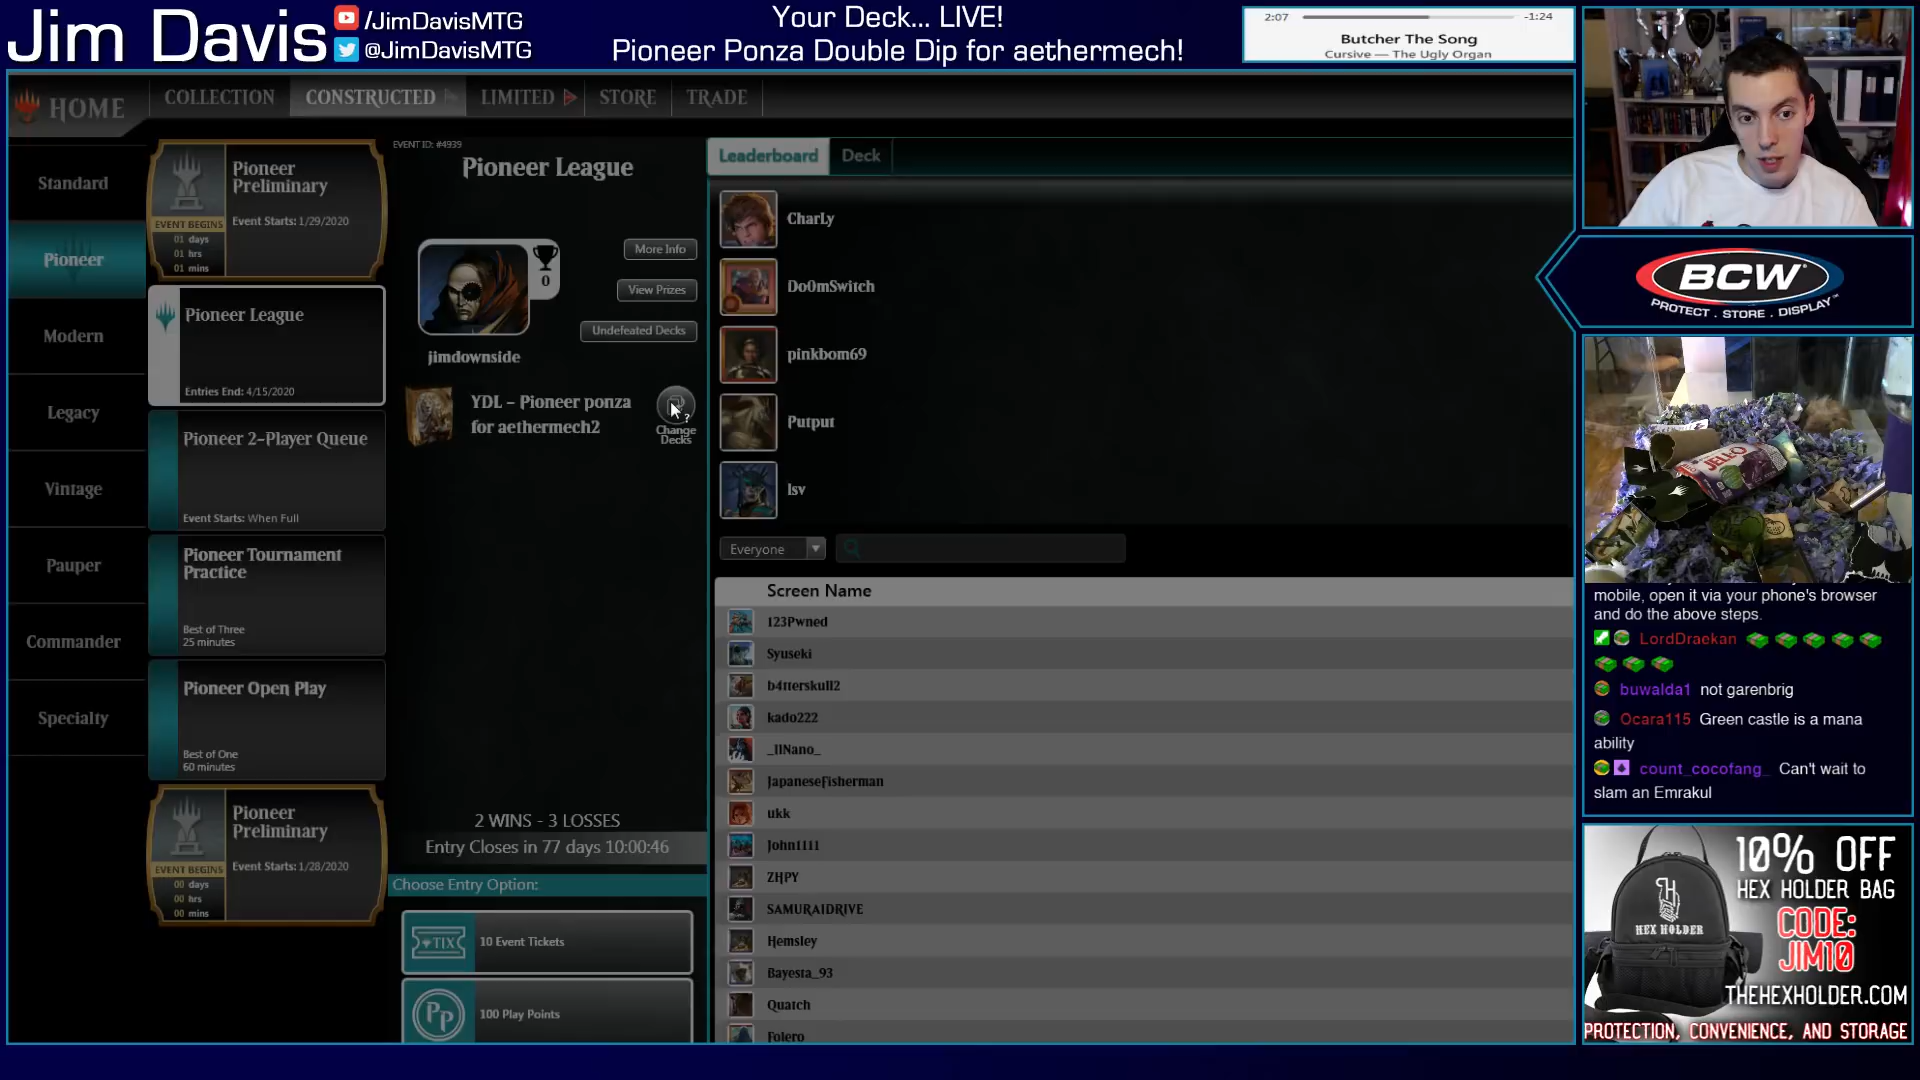 Jim Davis
/JimDavisMTG
@JimDavisMTG
Your Deck... LIVE!
Pioneer Ponza Double Dip for aethermech!
2:07
-1:24
Butcher The Song
Cursive — The Ugly Organ
HOME
COLLECTION
CONSTRUCTED
LIMITED
STORE
TRADE
Standard
Pioneer
Modern
Legacy
Vintage
Pauper
Commander
Specialty
Pioneer
Preliminary
Event Starts: 1/29/2020
EVENT BEGINS
01 days
01 hrs
01 mins
Pioneer League
Entries End: 4/15/2020
Pioneer 2-Player Queue
Event Starts: When Full
Pioneer Tournament
Practice
Best of Three
25 minutes
Pioneer Open Play
Best of One
60 minutes
Pioneer
Preliminary
Event Starts: 1/28/2020
EVENT BEGINS
00 days
00 hrs
00 mins
EVENT ID: #4939
Pioneer League
0
More Info
View Prizes
Undefeated Decks
jimdownside
YDL - Pioneer ponza
for aethermech2
Change
Decks
2 WINS - 3 LOSSES
Entry Closes in 77 days 10:00:46
Choose Entry Option:
TIX
10 Event Tickets
PP
100 Play Points
Leaderboard
Deck
CharLy
Do0mSwitch
pinkbom69
Putput
lsv
Everyone
Screen Name
123Pwned
Syuseki
b4tterskull2
kado222
_IlNano_
Japanesefisherman
ukk
John1111
ZHPY
SAMURAIDRIVE
Hemsley
Bayesta_93
Quatch
Folero
BCW
PROTECT . STORE . DISPLAY
JELLO
mobile, open it via your phone's browser
and do the above steps.
LordDraekan
buwalda1 not garenbrig
Ocara115 Green castle is a mana
ability
count_cocofang_ Can't wait to
slam an Emrakul
HEX HOLDER
10% OFF
HEX HOLDER BAG
CODE:
JIM10
THEHEXHOLDER.COM
PROTECTION, CONVENIENCE, AND STORAGE